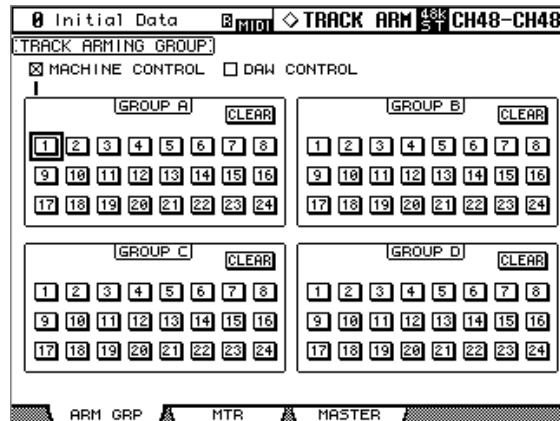 0 Initial Data MIDI TRACK ARM 48k ST CH48-CH48
TRACK ARMING GROUP
MACHINE CONTROL DAW CONTROL
GROUP A CLEAR
1 2 3 4 5 6 7 8
9 10 11 12 13 14 15 16
17 18 19 20 21 22 23 24
GROUP B CLEAR
1 2 3 4 5 6 7 8
9 10 11 12 13 14 15 16
17 18 19 20 21 22 23 24
GROUP C CLEAR
1 2 3 4 5 6 7 8
9 10 11 12 13 14 15 16
17 18 19 20 21 22 23 24
GROUP D CLEAR
1 2 3 4 5 6 7 8
9 10 11 12 13 14 15 16
17 18 19 20 21 22 23 24
ARM GRP MTR MASTER